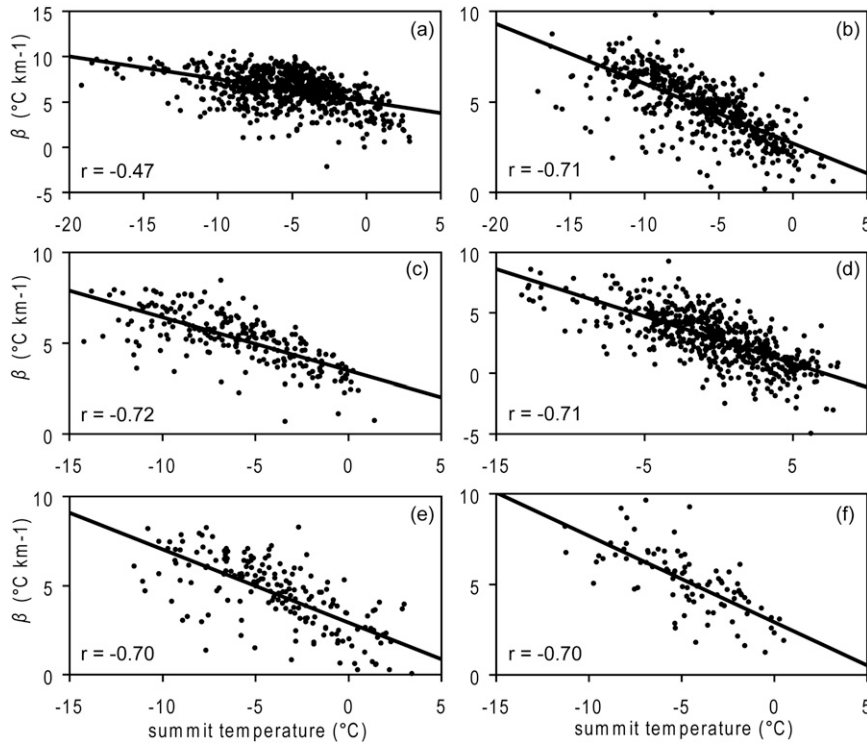 15
(a)
10
5
0
-5
β (°C km-1)
r = -0.47
-20 -15 -10 -5 0 5
10
(b)
5
0
r = -0.71
-20 -15 -10 -5 0 5
10
(c)
5
0
β (°C km-1)
r = -0.72
-15 -10 -5 0 5
10
(d)
5
0
-5
r = -0.71
-15 -5 5
10
(e)
5
0
β (°C km-1)
r = -0.70
-15 -10 -5 0 5
summit temperature (°C)
10
(f)
5
0
r = -0.70
-15 -10 -5 0 5
summit temperature (°C)